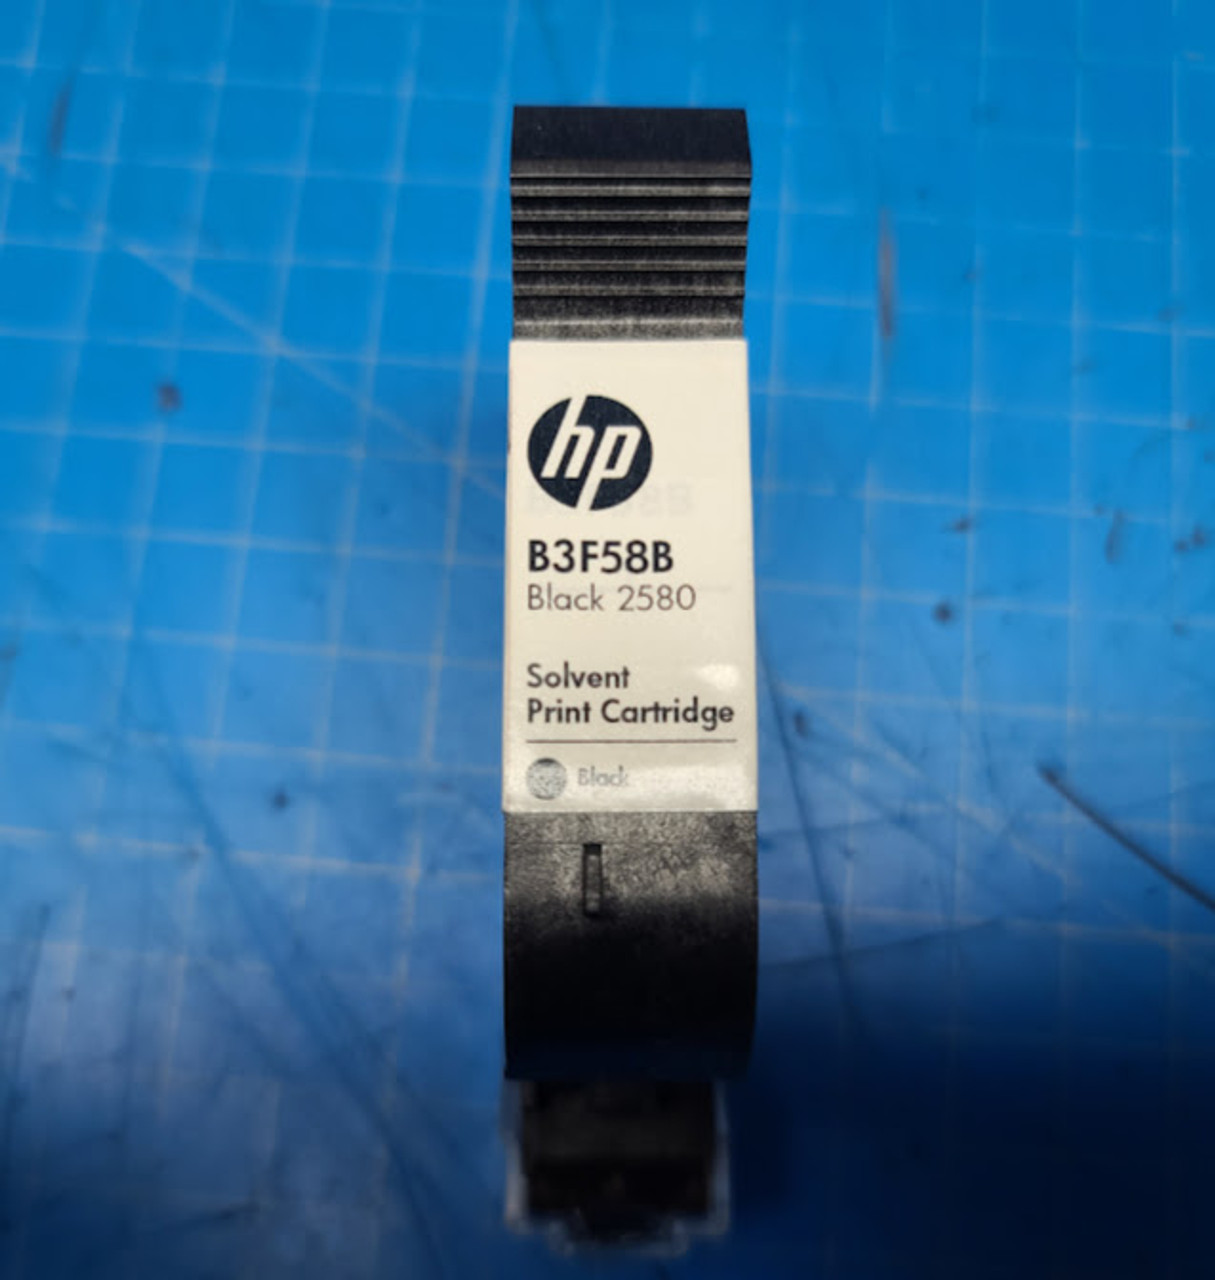 hp
B3F58B
Black 2580
Solvent
Print Cartridge
Black